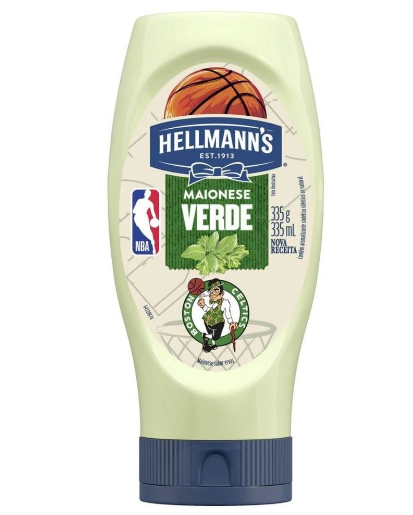 HELLMANN'S
EST.1913
MAIONESE
VERDE
NBA
335 g
335 mL
NOVA
RECEITA
BOSTON CELTICS